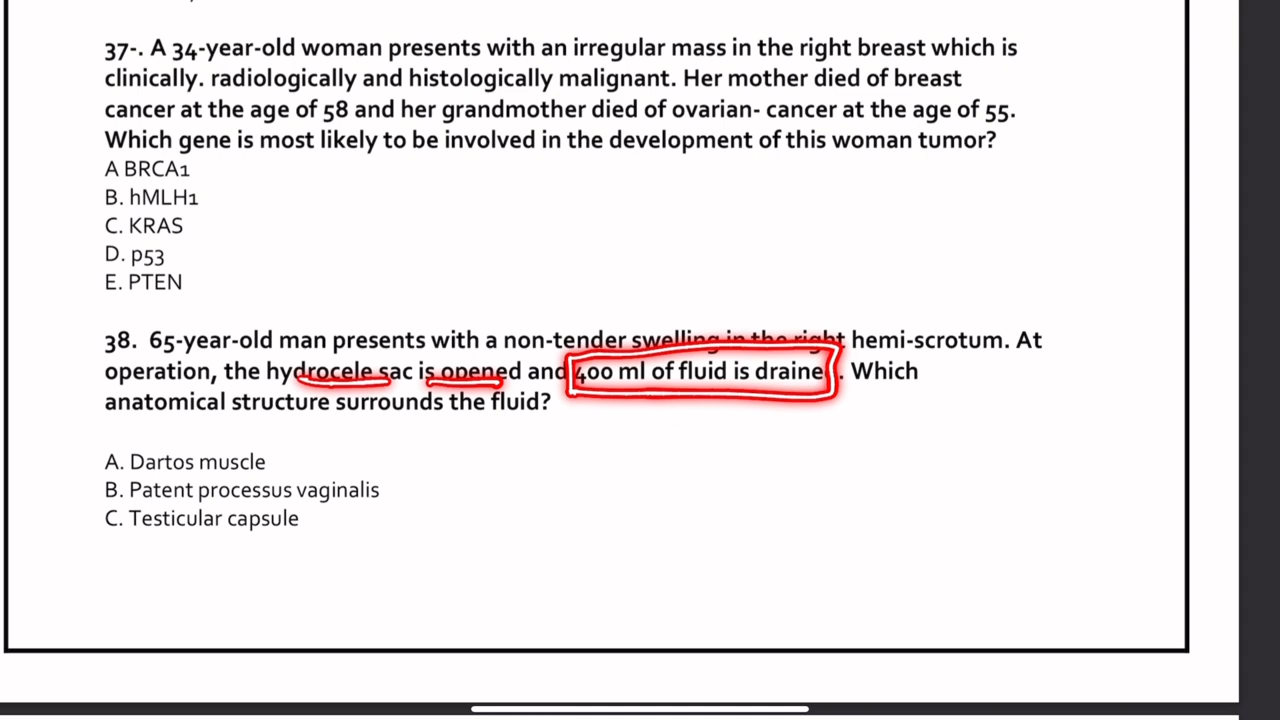 37-. A 34-year-old woman presents with an irregular mass in the right breast which is
clinically. radiologically and histologically malignant. Her mother died of breast
cancer at the age of 58 and her grandmother died of ovarian- cancer at the age of 55.
Which gene is most likely to be involved in the development of this woman tumor?
A BRCA1
B. hMLH1
C. KRAS
D. p53
E. PTEN
38. 65-year-old man presents with a non-tender swelling in the right hemi-scrotum. At
operation, the hydrocele sac is opened and 400 ml of fluid is drained. Which
anatomical structure surrounds the fluid?
A. Dartos muscle
B. Patent processus vaginalis
C. Testicular capsule